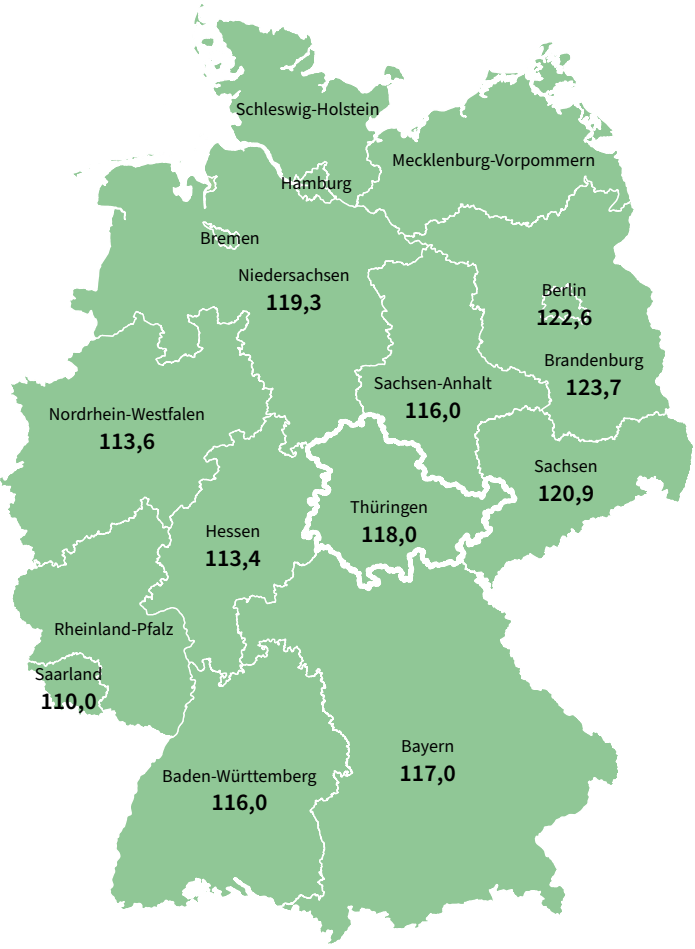 Schleswig-Holstein
Mecklenburg-Vorpommern
Hamburg
Bremen
Niedersachsen
119,3
Berlin
122,6
Brandenburg
123,7
Sachsen-Anhalt
116,0
Nordrhein-Westfalen
113,6
Sachsen
120,9
Thüringen
118,0
Hessen
113,4
Rheinland-Pfalz
Saarland
110,0
Bayern
117,0
Baden-Württemberg
116,0